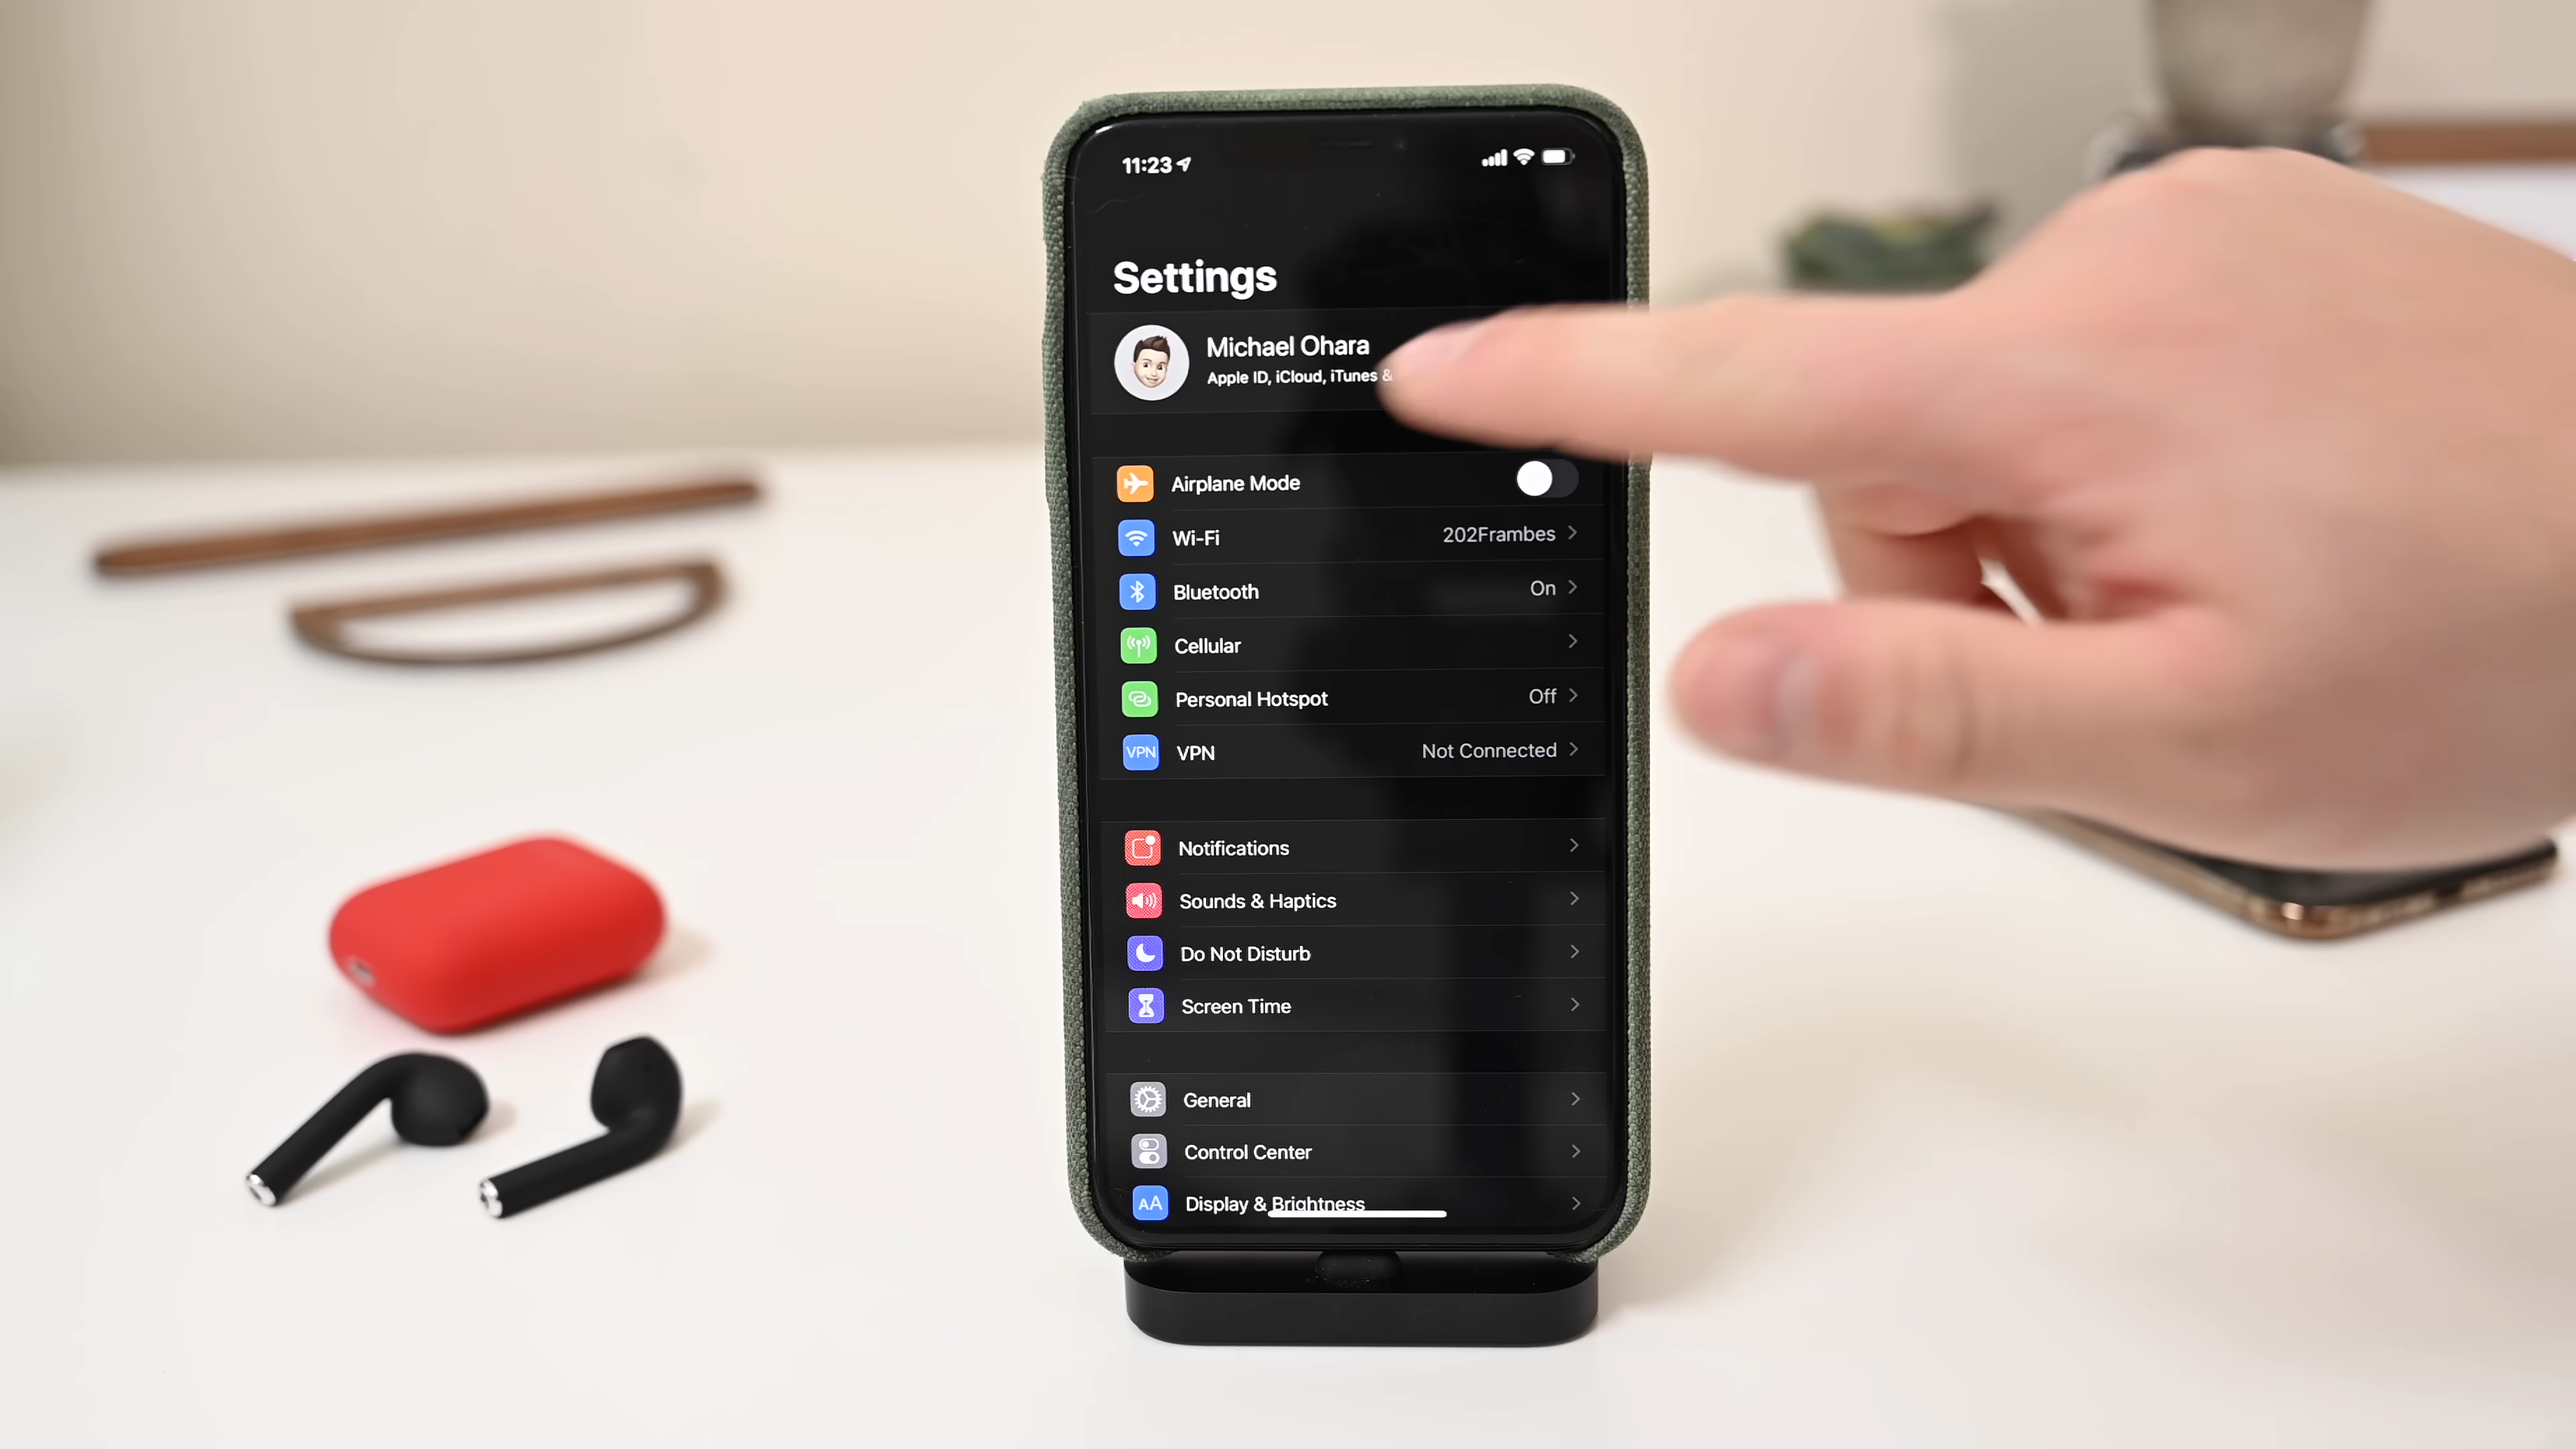 11:23
Settings
Michael Ohara
Apple ID, iCloud, iTunes &
Airplane Mode
Wi-Fi 202Frambes
Bluetooth On
Cellular
Personal Hotspot Off
VPN VPN Not Connected
Notifications
Sounds & Haptics
Do Not Disturb
Screen Time
General
Control Center
AA Display & Brightness